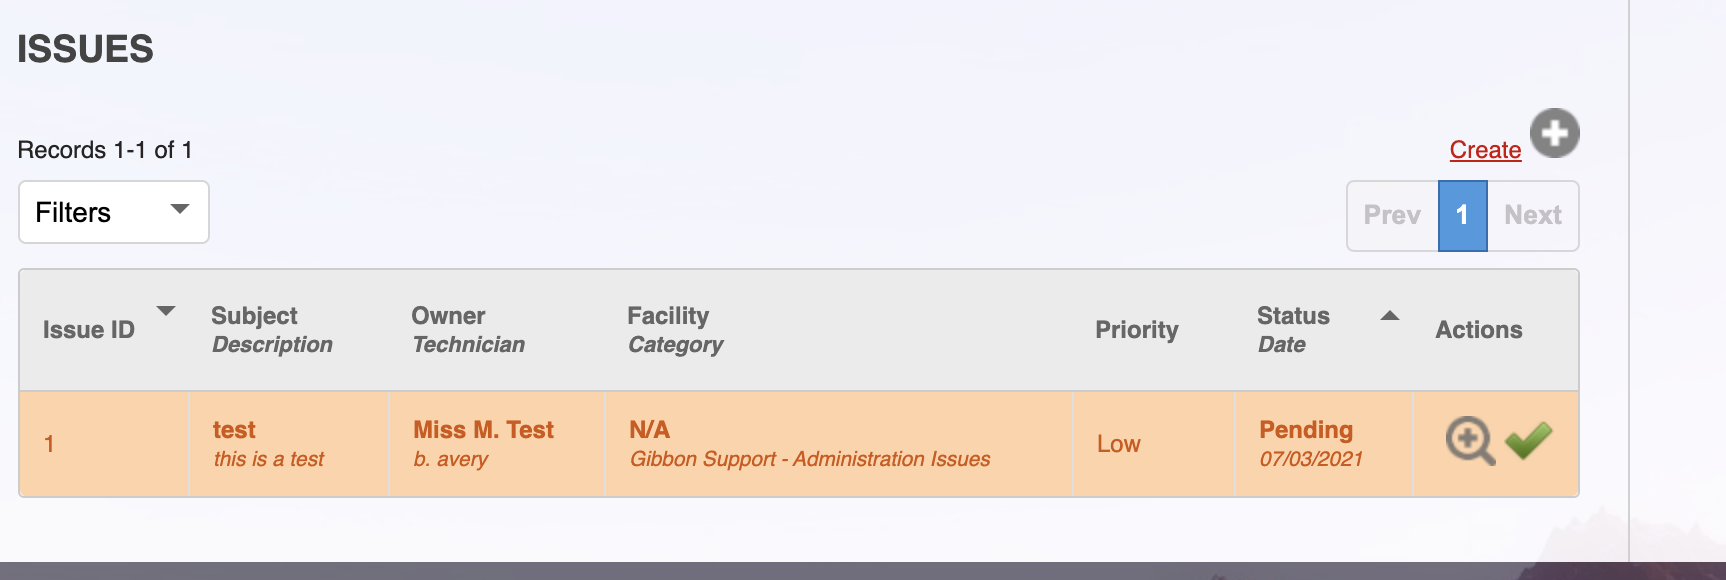 ISSUES
Records 1-1 of 1
Create
Filters
Prev 1 Next
Issue ID Subject Owner Facility Priority Status Actions
Description Technician Category Date
1 test Miss M. Test N/A Low Pending
this is a test b. avery Gibbon Support - Administration Issues 07/03/2021